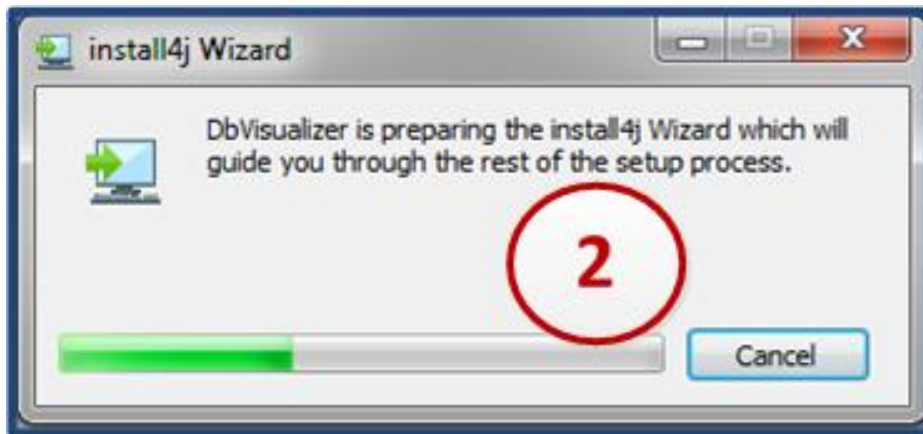 install4j Wizard
DbVisualizer is preparing the install4j Wizard which will
guide you through the rest of the setup process.
2
Cancel